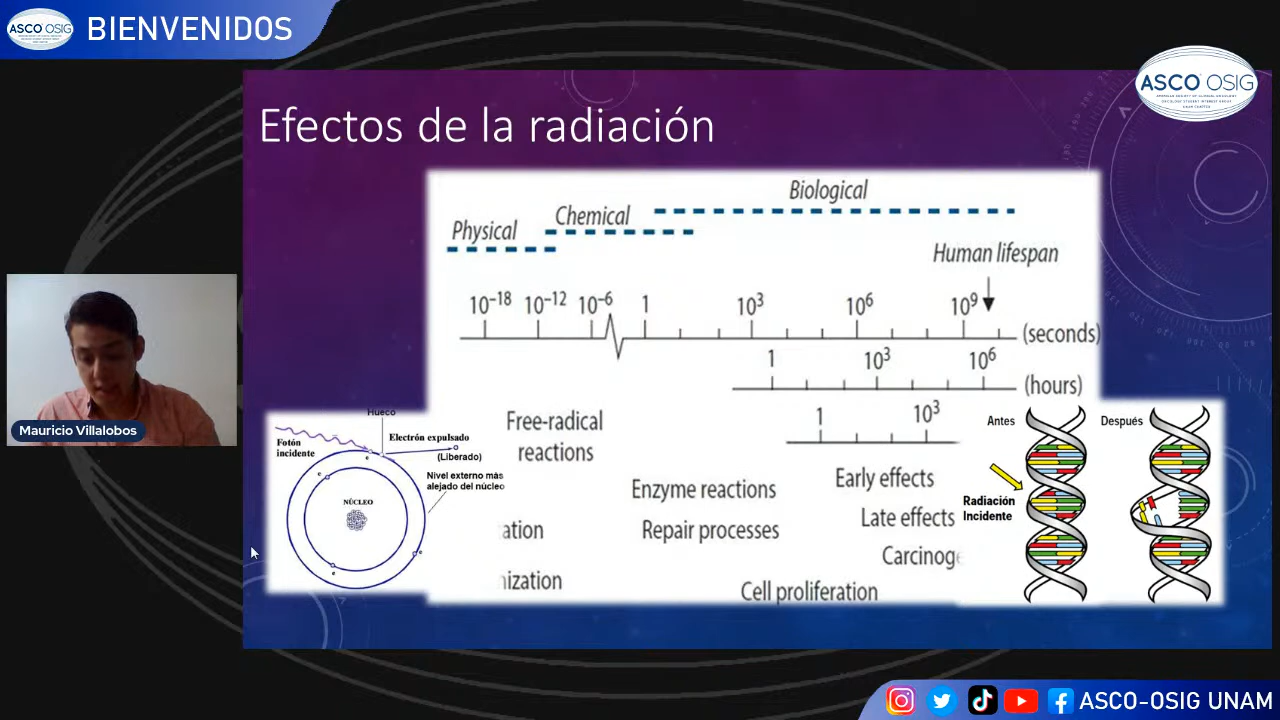 ASCO OSIG
BIENVENIDOS
ASCO OSIG
Efectos de la radiación
Biological
Chemical
Physical
Human lifespan
10⁻¹⁸ 10⁻¹² 10⁻⁶ 1 10³ 10⁶ 10⁹
(seconds)
1 10³ 10⁶
(hours)
1 10³
Free-radical
reactions
Enzyme reactions
Repair processes
Early effects
Late effects
Carcinoge
Cell proliferation
ation
nization
Hueco
Fotón
incidente
Electrón expulsado
(Liberado)
Nivel externo más
alejado del núcleo
NÚCLEO
e
e
e
e
Antes
Después
Radiación
Incidente
Mauricio Villalobos
ASCO-OSIG UNAM